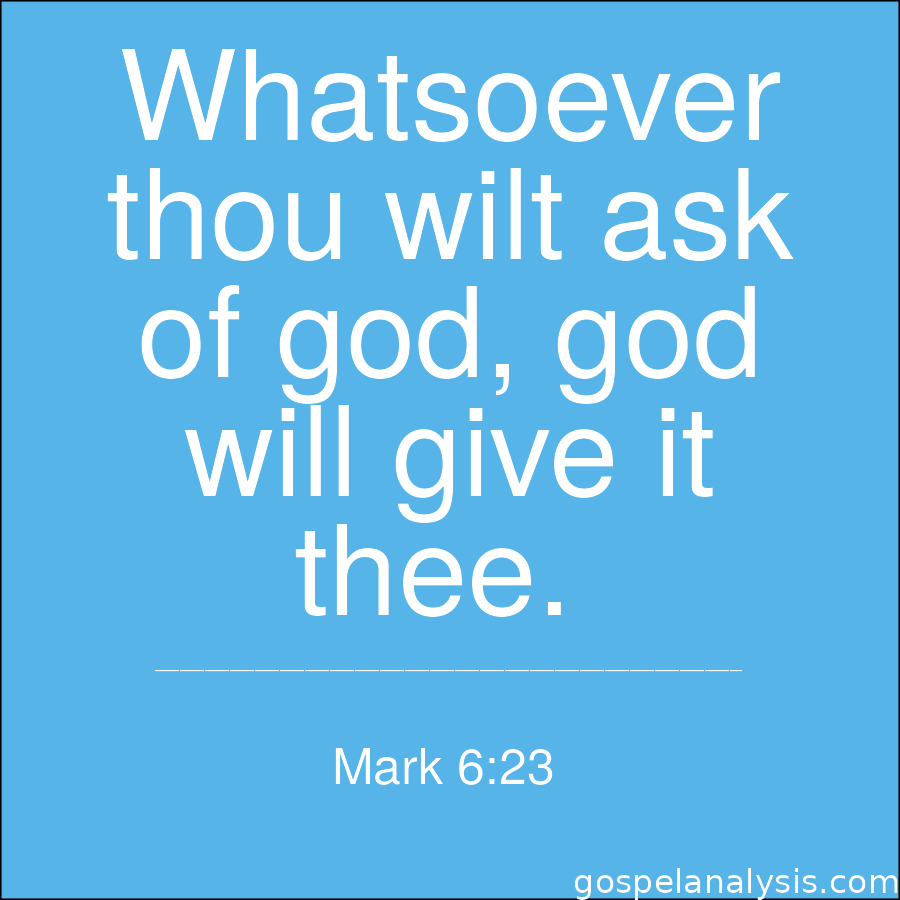 Whatsoever
thou wilt ask
of god, god
will give it
thee.
Mark 6:23
gospelanalysis.com